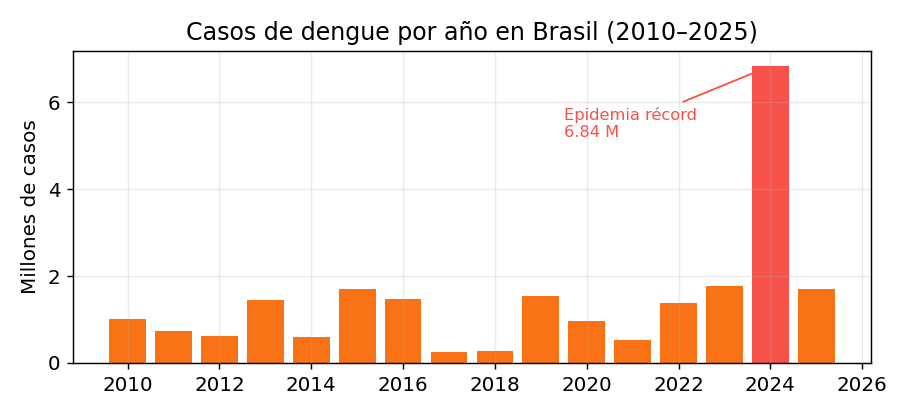 Casos de dengue por año en Brasil (2010–2025)
Millones de casos
6
4
2
0
Epidemia récord
6.84 M
2010 2012 2014 2016 2018 2020 2022 2024 2026